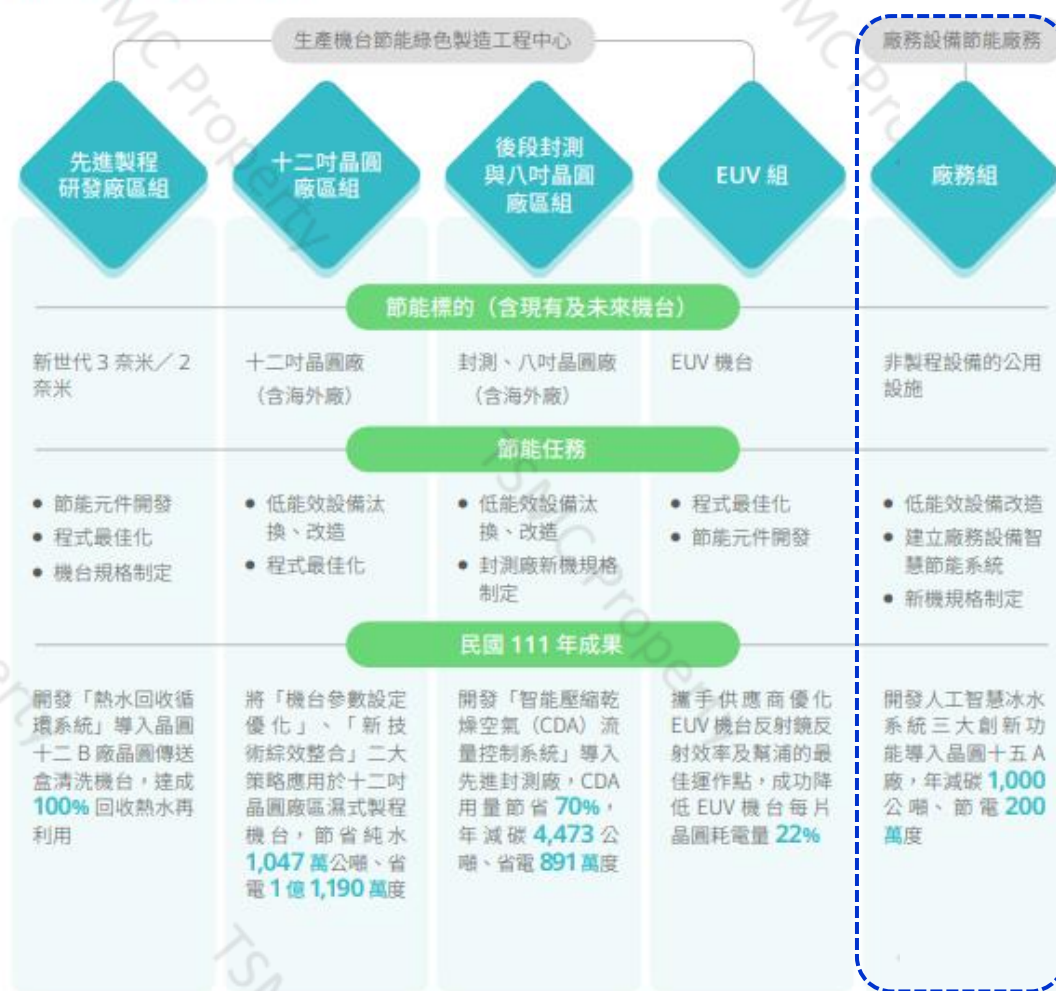 生產機台節能綠色製造工程中心
廠務設備節能廠務
先進製程
研發廠區組
十二吋晶圓
廠區組
後段封測
與八吋晶圓
廠區組
EUV 組
廠務組
節能標的（含現有及未來機台）
新世代 3 奈米／ 2
奈米
十二吋晶圓廠
（含海外廠）
封測、八吋晶圓廠
（含海外廠）
EUV 機台
非製程設備的公用
設施
節能任務
• 節能元件開發
• 程式最佳化
• 機台規格制定
• 低能效設備汰
換、改造
• 程式最佳化
• 低能效設備汰
換、改造
• 封測廠新機規格
制定
• 程式最佳化
• 節能元件開發
• 低能效設備改造
• 建立廠務設備智
慧節能系統
• 新機規格制定
民國 111 年成果
開發「熱水回收循
環系統」導入晶圓
十二 B 廠晶圓傳送
盒清洗機台，達成
100% 回收熱水再
利用
將「機台參數設定
優化」、「新技
術綜效整合」二大
策略應用於十二吋
晶圓廠區濕式製程
機台，節省純水
1,047 萬公噸、省
電 1 億 1,190 萬度
開發「智能壓縮乾
燥空氣（CDA）流
量控制系統」導入
先進封測廠，CDA
用量節省 70%，
年減碳 4,473 公
噸、省電 891 萬度
攜手供應商優化
EUV 機台反射鏡反
射效率及幫浦的最
佳運作點，成功降
低 EUV 機台每片
晶圓耗電量 22%
開發人工智慧冰水
系統三大創新功
能導入晶圓十五 A
廠，年減碳 1,000
公噸、節電 200
萬度
TSMC Property